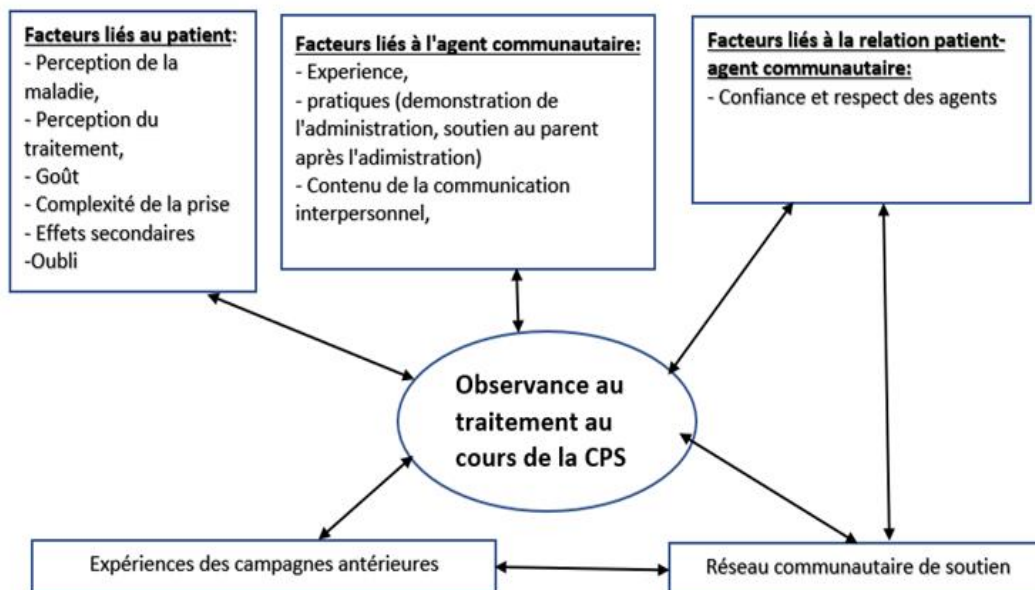 Facteurs liés au patient:
- Perception de la
maladie,
- Perception du
traitement,
- Goût
- Complexité de la prise
- Effets secondaires
-Oubli
Facteurs liés à l'agent communautaire:
- Experience,
- pratiques (demonstration de
l'administration, soutien au parent
après l'adimistration)
- Contenu de la communication
interpersonnel,
Facteurs liés à la relation patient-
agent communautaire:
- Confiance et respect des agents
Observance au
traitement au
cours de la CPS
Expériences des campagnes antérieures
Réseau communautaire de soutien